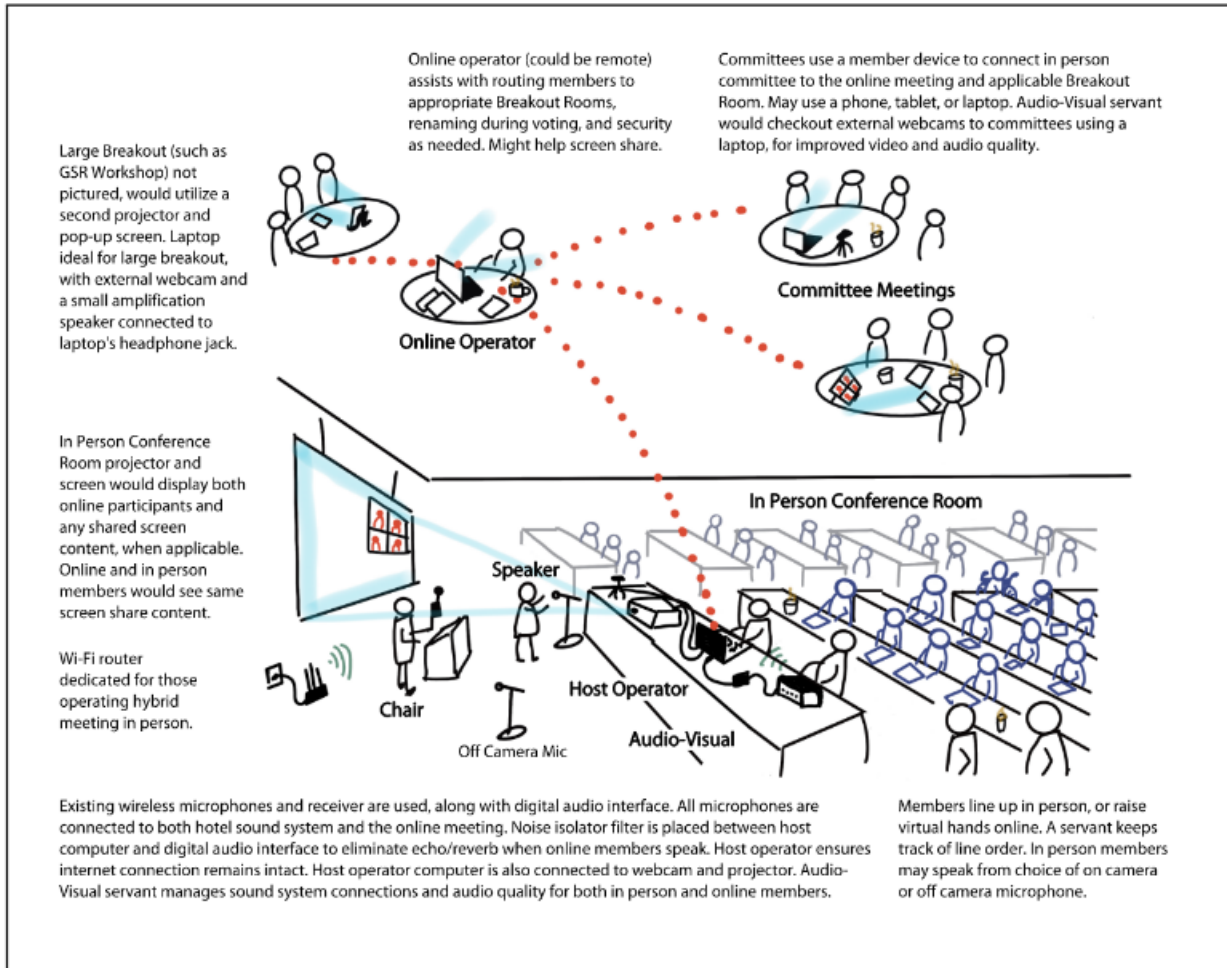 Online operator (could be remote)
assists with routing members to
appropriate Breakout Rooms,
renaming during voting, and security
as needed. Might help screen share.
Committees use a member device to connect in person
committee to the online meeting and applicable Breakout
Room. May use a phone, tablet, or laptop. Audio-Visual servant
would checkout external webcams to committees using a
laptop, for improved video and audio quality.
Large Breakout (such as
GSR Workshop) not
pictured, would utilize a
second projector and
pop-up screen. Laptop
ideal for large breakout,
with external webcam and
a small amplification
speaker connected to
laptop's headphone jack.
Online Operator
Committee Meetings
In Person Conference
Room projector and
screen would display both
online participants and
any shared screen
content, when applicable.
Online and in person
members would see same
screen share content.
Wi-Fi router
dedicated for those
operating hybrid
meeting in person.
In Person Conference Room
Speaker
Chair
Host Operator
Audio-Visual
Off Camera Mic
Existing wireless microphones and receiver are used, along with digital audio interface. All microphones are
connected to both hotel sound system and the online meeting. Noise isolator filter is placed between host
computer and digital audio interface to eliminate echo/reverb when online members speak. Host operator ensures
internet connection remains intact. Host operator computer is also connected to webcam and projector. Audio-
Visual servant manages sound system connections and audio quality for both in person and online members.
Members line up in person, or raise
virtual hands online. A servant keeps
track of line order. In person members
may speak from choice of on camera
or off camera microphone.